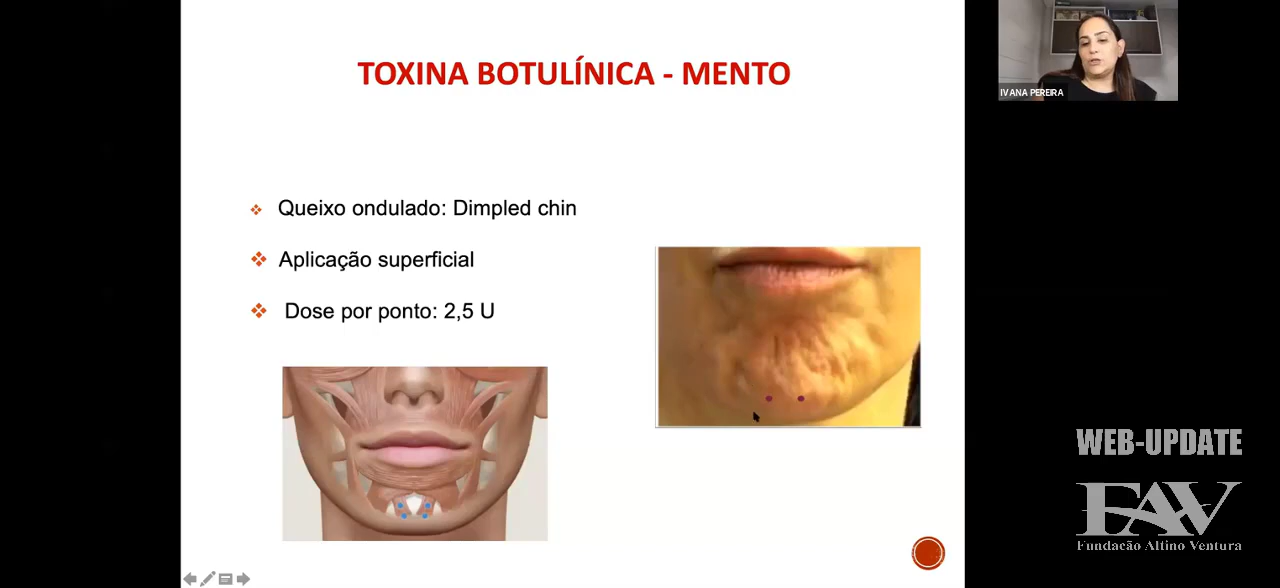 TOXINA BOTULÍNICA - MENTO
IVANA PEREIRA
Queixo ondulado: Dimpled chin
Aplicação superficial
Dose por ponto: 2,5 U
WEB-UPDATE
FAV
Fundação Altino Ventura